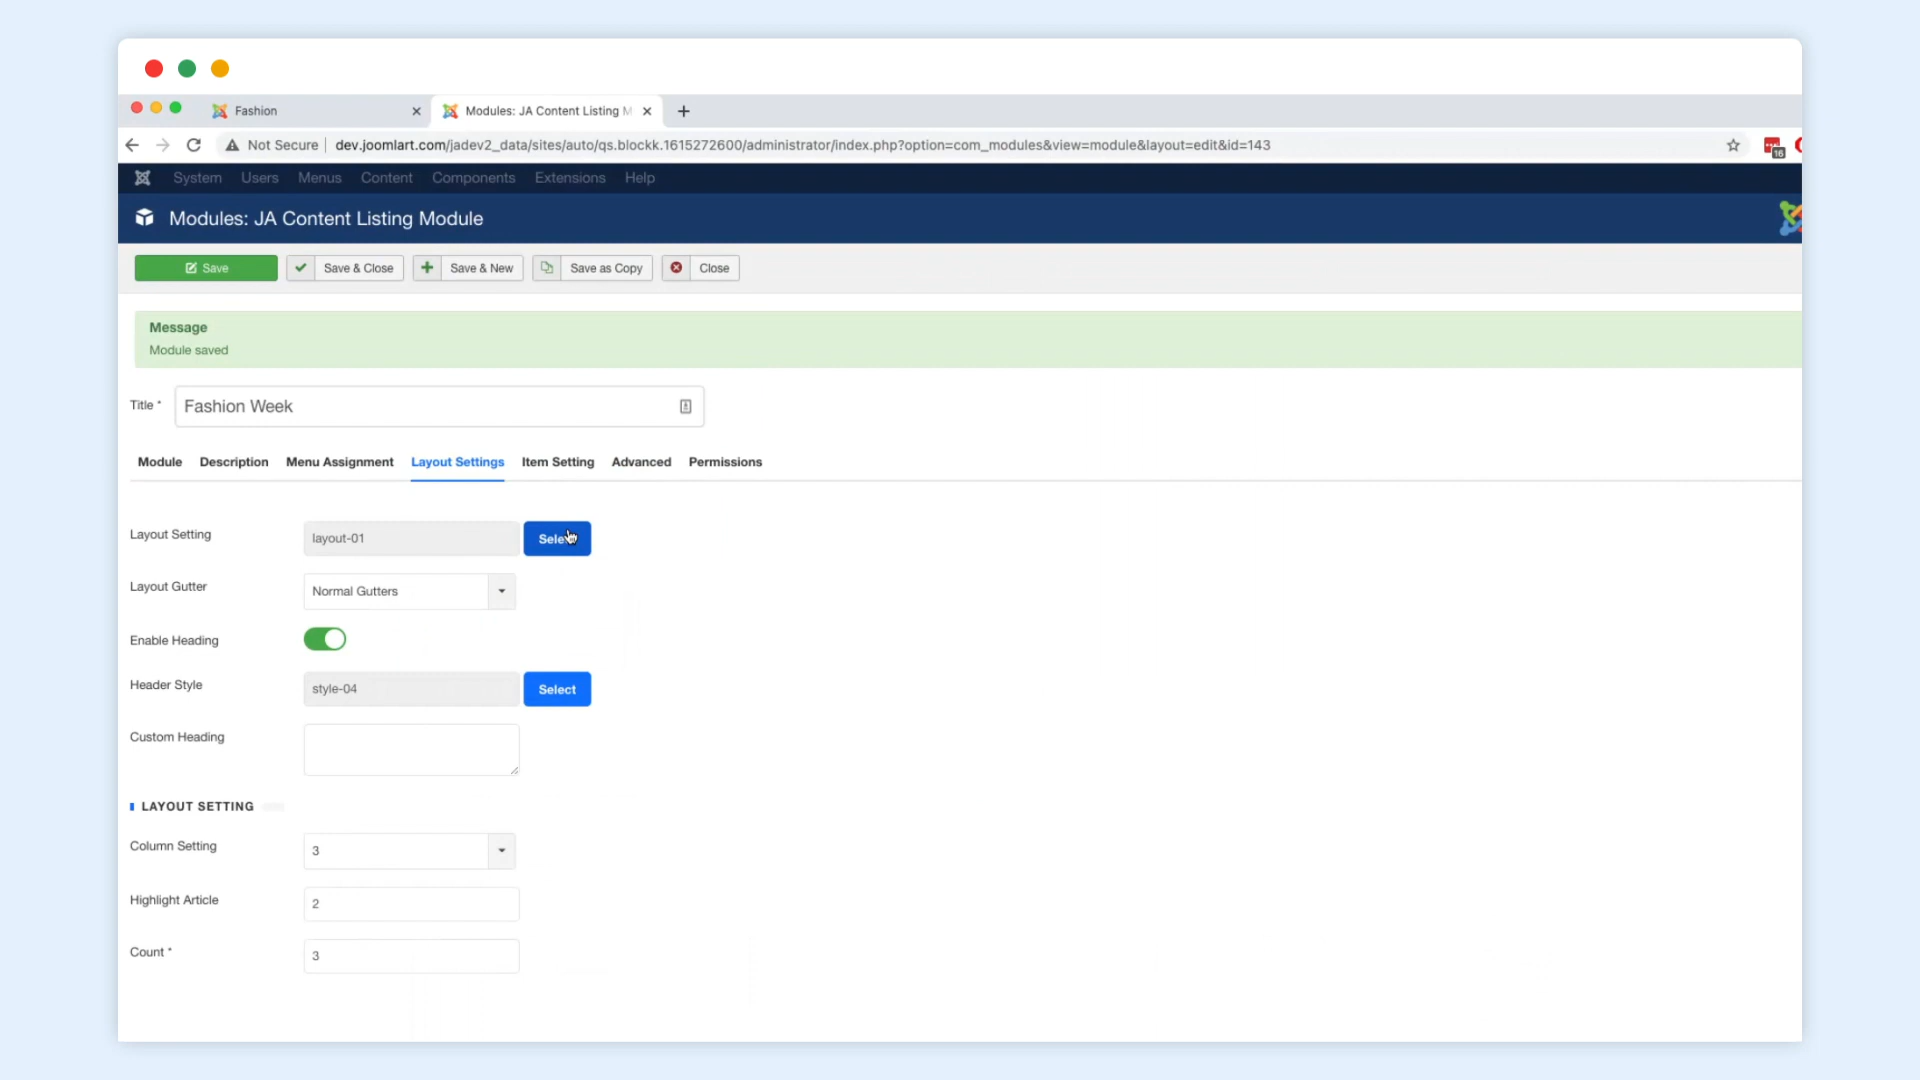 Fashion
Modules: JA Content Listing M
Not Secure dev.joomlart.com/jadev2_data/sites/auto/qs.blockk.1615272600/administrator/index.php?option=com_modules&view=module&layout=edit&id=143
16
System Users Menus Content Components Extensions Help
Modules: JA Content Listing Module
Save Save & Close Save & New Save as Copy Close
Message
Module saved
Title * Fashion Week
Module Description Menu Assignment Layout Settings Item Setting Advanced Permissions
Layout Setting layout-01 Select
Layout Gutter Normal Gutters
Enable Heading
Header Style style-04 Select
Custom Heading
LAYOUT SETTING
Column Setting 3
Highlight Article 2
Count * 3